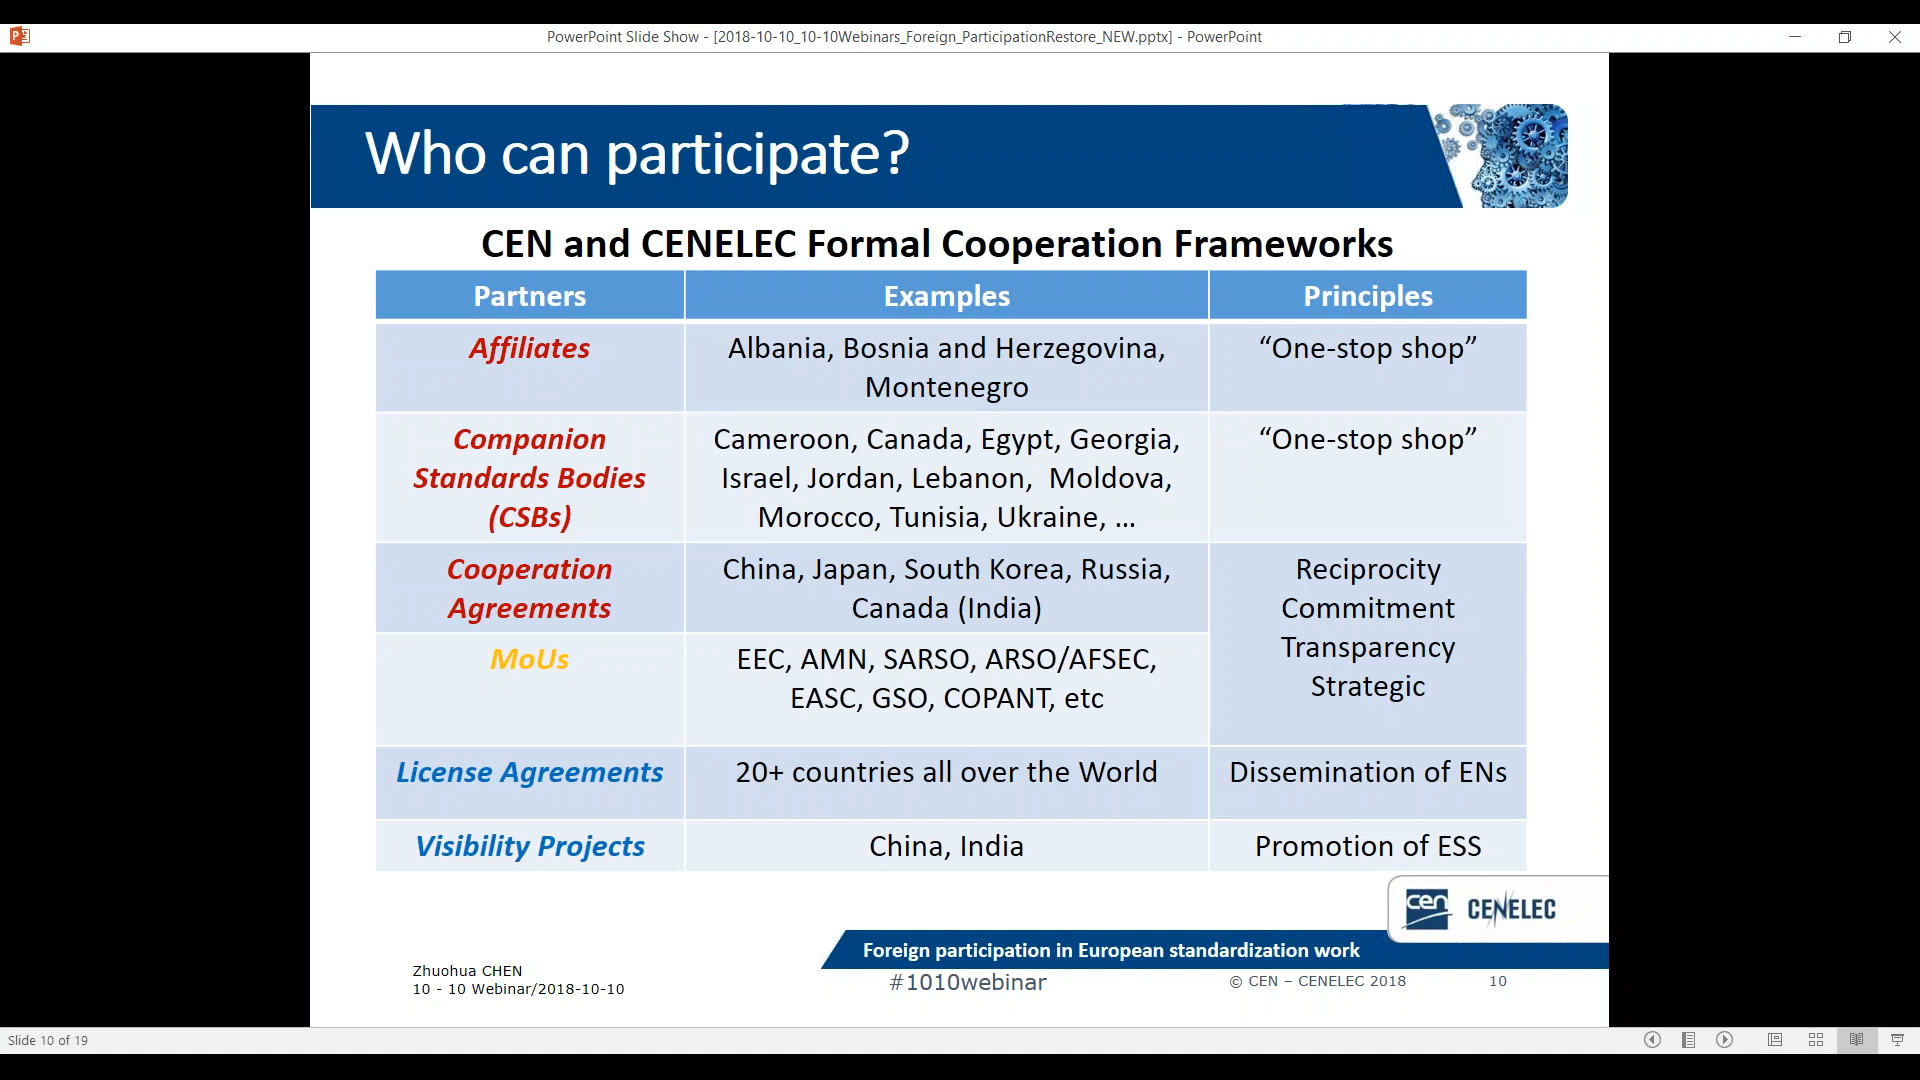 PowerPoint Slide Show - [2018-10-10_10-10Webinars_Foreign_ParticipationRestore_NEW.pptx] - PowerPoint
Who can participate?
CEN and CENELEC Formal Cooperation Frameworks
Partners
Examples
Principles
Affiliates
Albania, Bosnia and Herzegovina,
Montenegro
“One-stop shop”
Companion
Standards Bodies
(CSBs)
Cameroon, Canada, Egypt, Georgia,
Israel, Jordan, Lebanon, Moldova,
Morocco, Tunisia, Ukraine, ...
“One-stop shop”
Cooperation
Agreements
China, Japan, South Korea, Russia,
Canada (India)
Reciprocity
Commitment
Transparency
Strategic
MoUs
EEC, AMN, SARSO, ARSO/AFSEC,
EASC, GSO, COPANT, etc
License Agreements
20+ countries all over the World
Dissemination of ENs
Visibility Projects
China, India
Promotion of ESS
cen
CENELEC
Foreign participation in European standardization work
Zhuohua CHEN
10 - 10 Webinar/2018-10-10
#1010webinar
© CEN – CENELEC 2018
10
Slide 10 of 19